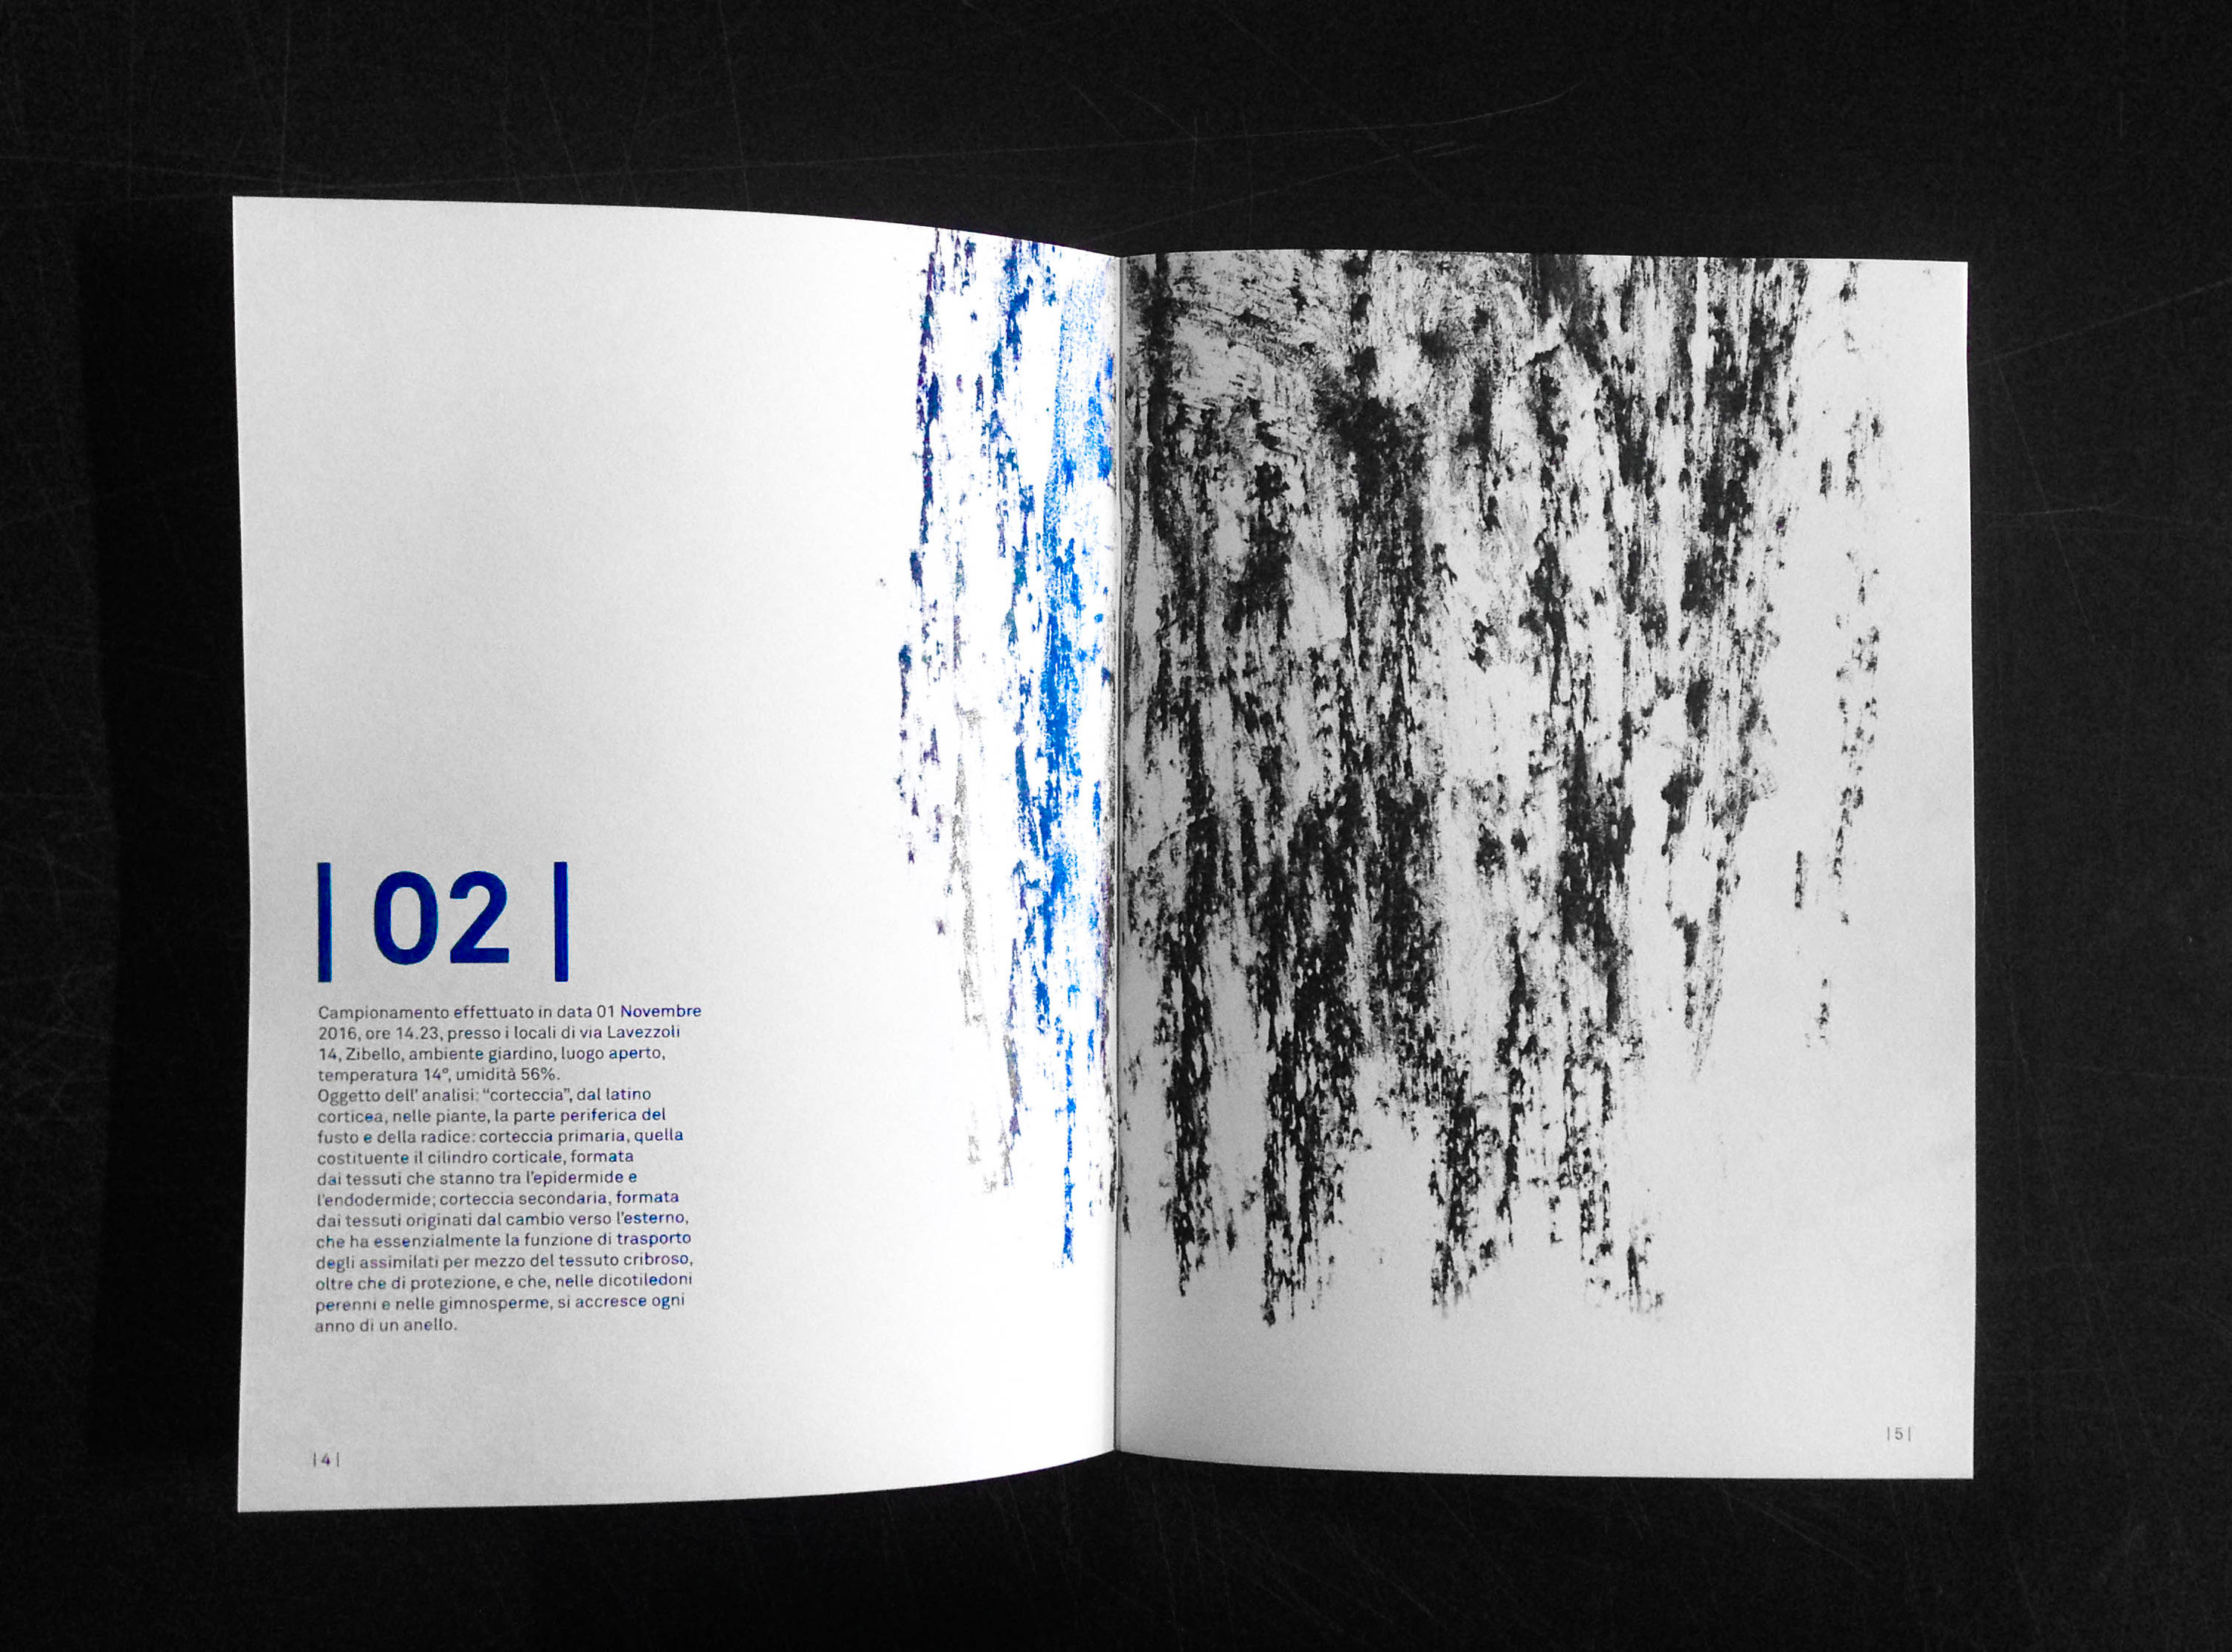 | 02 |
Campionamento effettuato in data 01 Novembre
2016, ore 14.23, presso i locali di via Lavezzoli
14, Zibello, ambiente giardino, luogo aperto,
temperatura 14°, umidità 56%.
Oggetto dell' analisi: “corteccia”, dal latino
corticea, nelle piante, la parte periferica del
fusto e della radice: corteccia primaria, quella
costituente il cilindro corticale, formata
dai tessuti che stanno tra l'epidermide e
l'endodermide; corteccia secondaria, formata
dai tessuti originati dal cambio verso l'esterno,
che ha essenzialmente la funzione di trasporto
degli assimilati per mezzo del tessuto cribroso,
oltre che di protezione, e che, nelle dicotiledoni
perenni e nelle gimnosperme, si accresce ogni
anno di un anello.
|4|
|5|